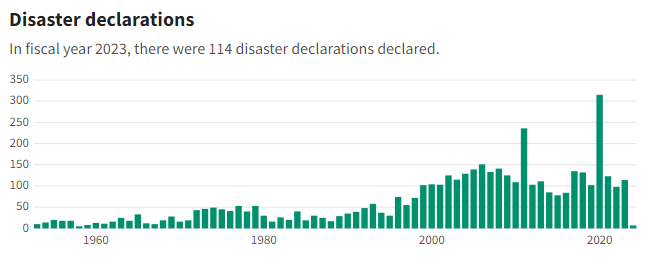 Disaster declarations
In fiscal year 2023, there were 114 disaster declarations declared.
350
300
250
200
150
100
50
0
1960 1980 2000 2020